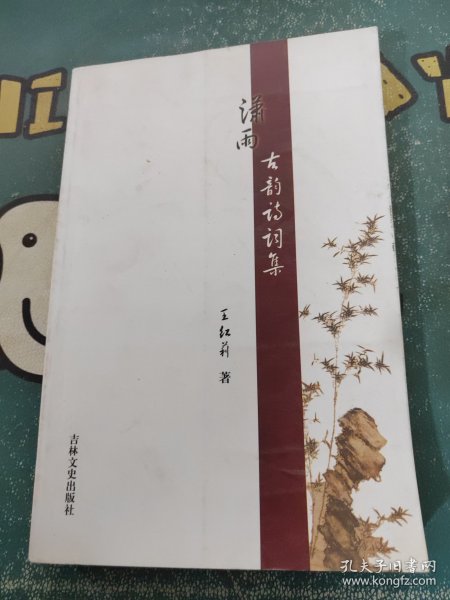 潇雨
古韵诗词集
王红莉 著
吉林文史出版社
孔夫子旧书网
www.kongfz.com